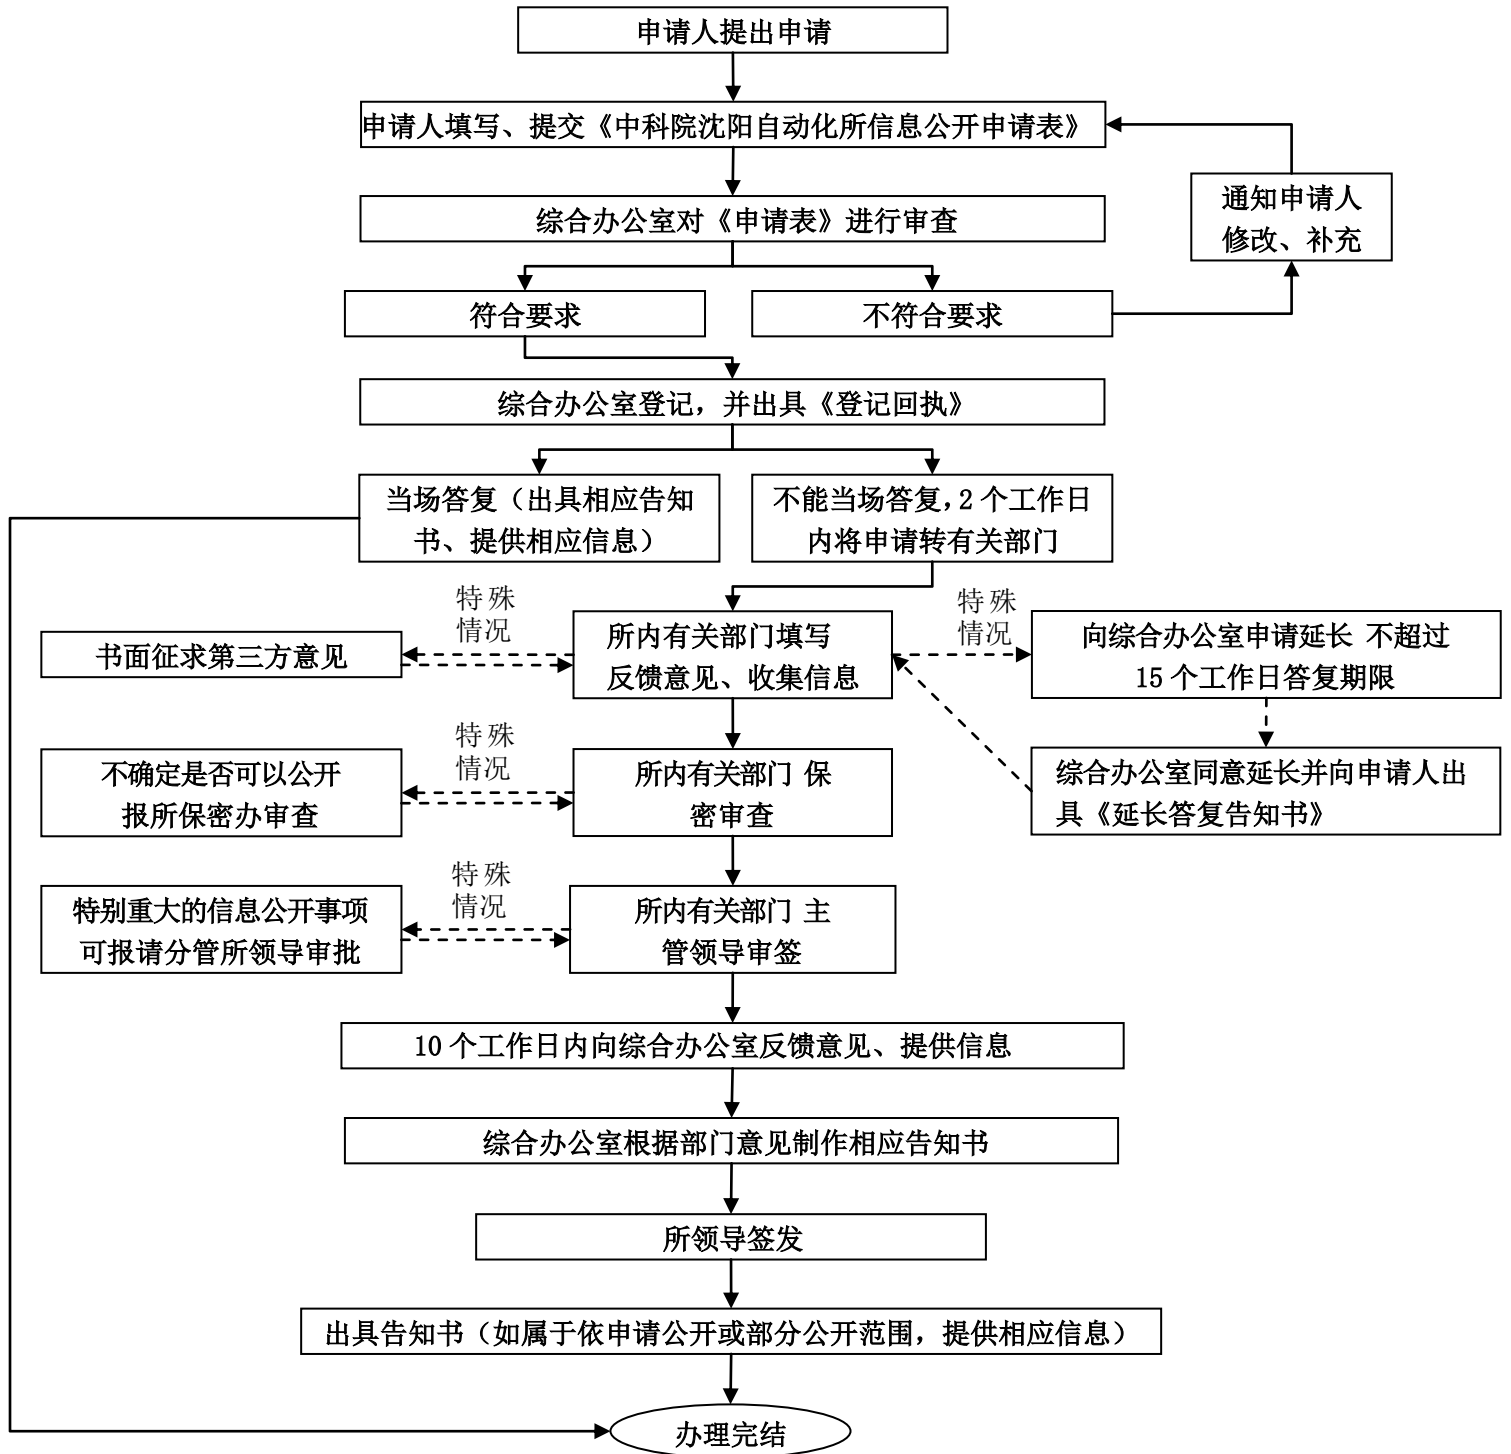 申请人提出申请
申请人填写、提交《中科院沈阳自动化所信息公开申请表》
通知申请人
修改、补充
综合办公室对《申请表》进行审查
符合要求
不符合要求
综合办公室登记，并出具《登记回执》
当场答复（出具相应告知
书、提供相应信息）
不能当场答复，2个工作日
内将申请转有关部门
特殊
情况
特殊
情况
书面征求第三方意见
所内有关部门填写
反馈意见、收集信息
向综合办公室申请延长 不超过
15个工作日答复期限
特殊
情况
不确定是否可以公开
报所保密办审查
所内有关部门 保
密审查
综合办公室同意延长并向申请人出
具《延长答复告知书》
特殊
情况
特别重大的信息公开事项
可报请分管所领导审批
所内有关部门 主
管领导审签
10个工作日内向综合办公室反馈意见、提供信息
综合办公室根据部门意见制作相应告知书
所领导签发
出具告知书（如属于依申请公开或部分公开范围，提供相应信息）
办理完结